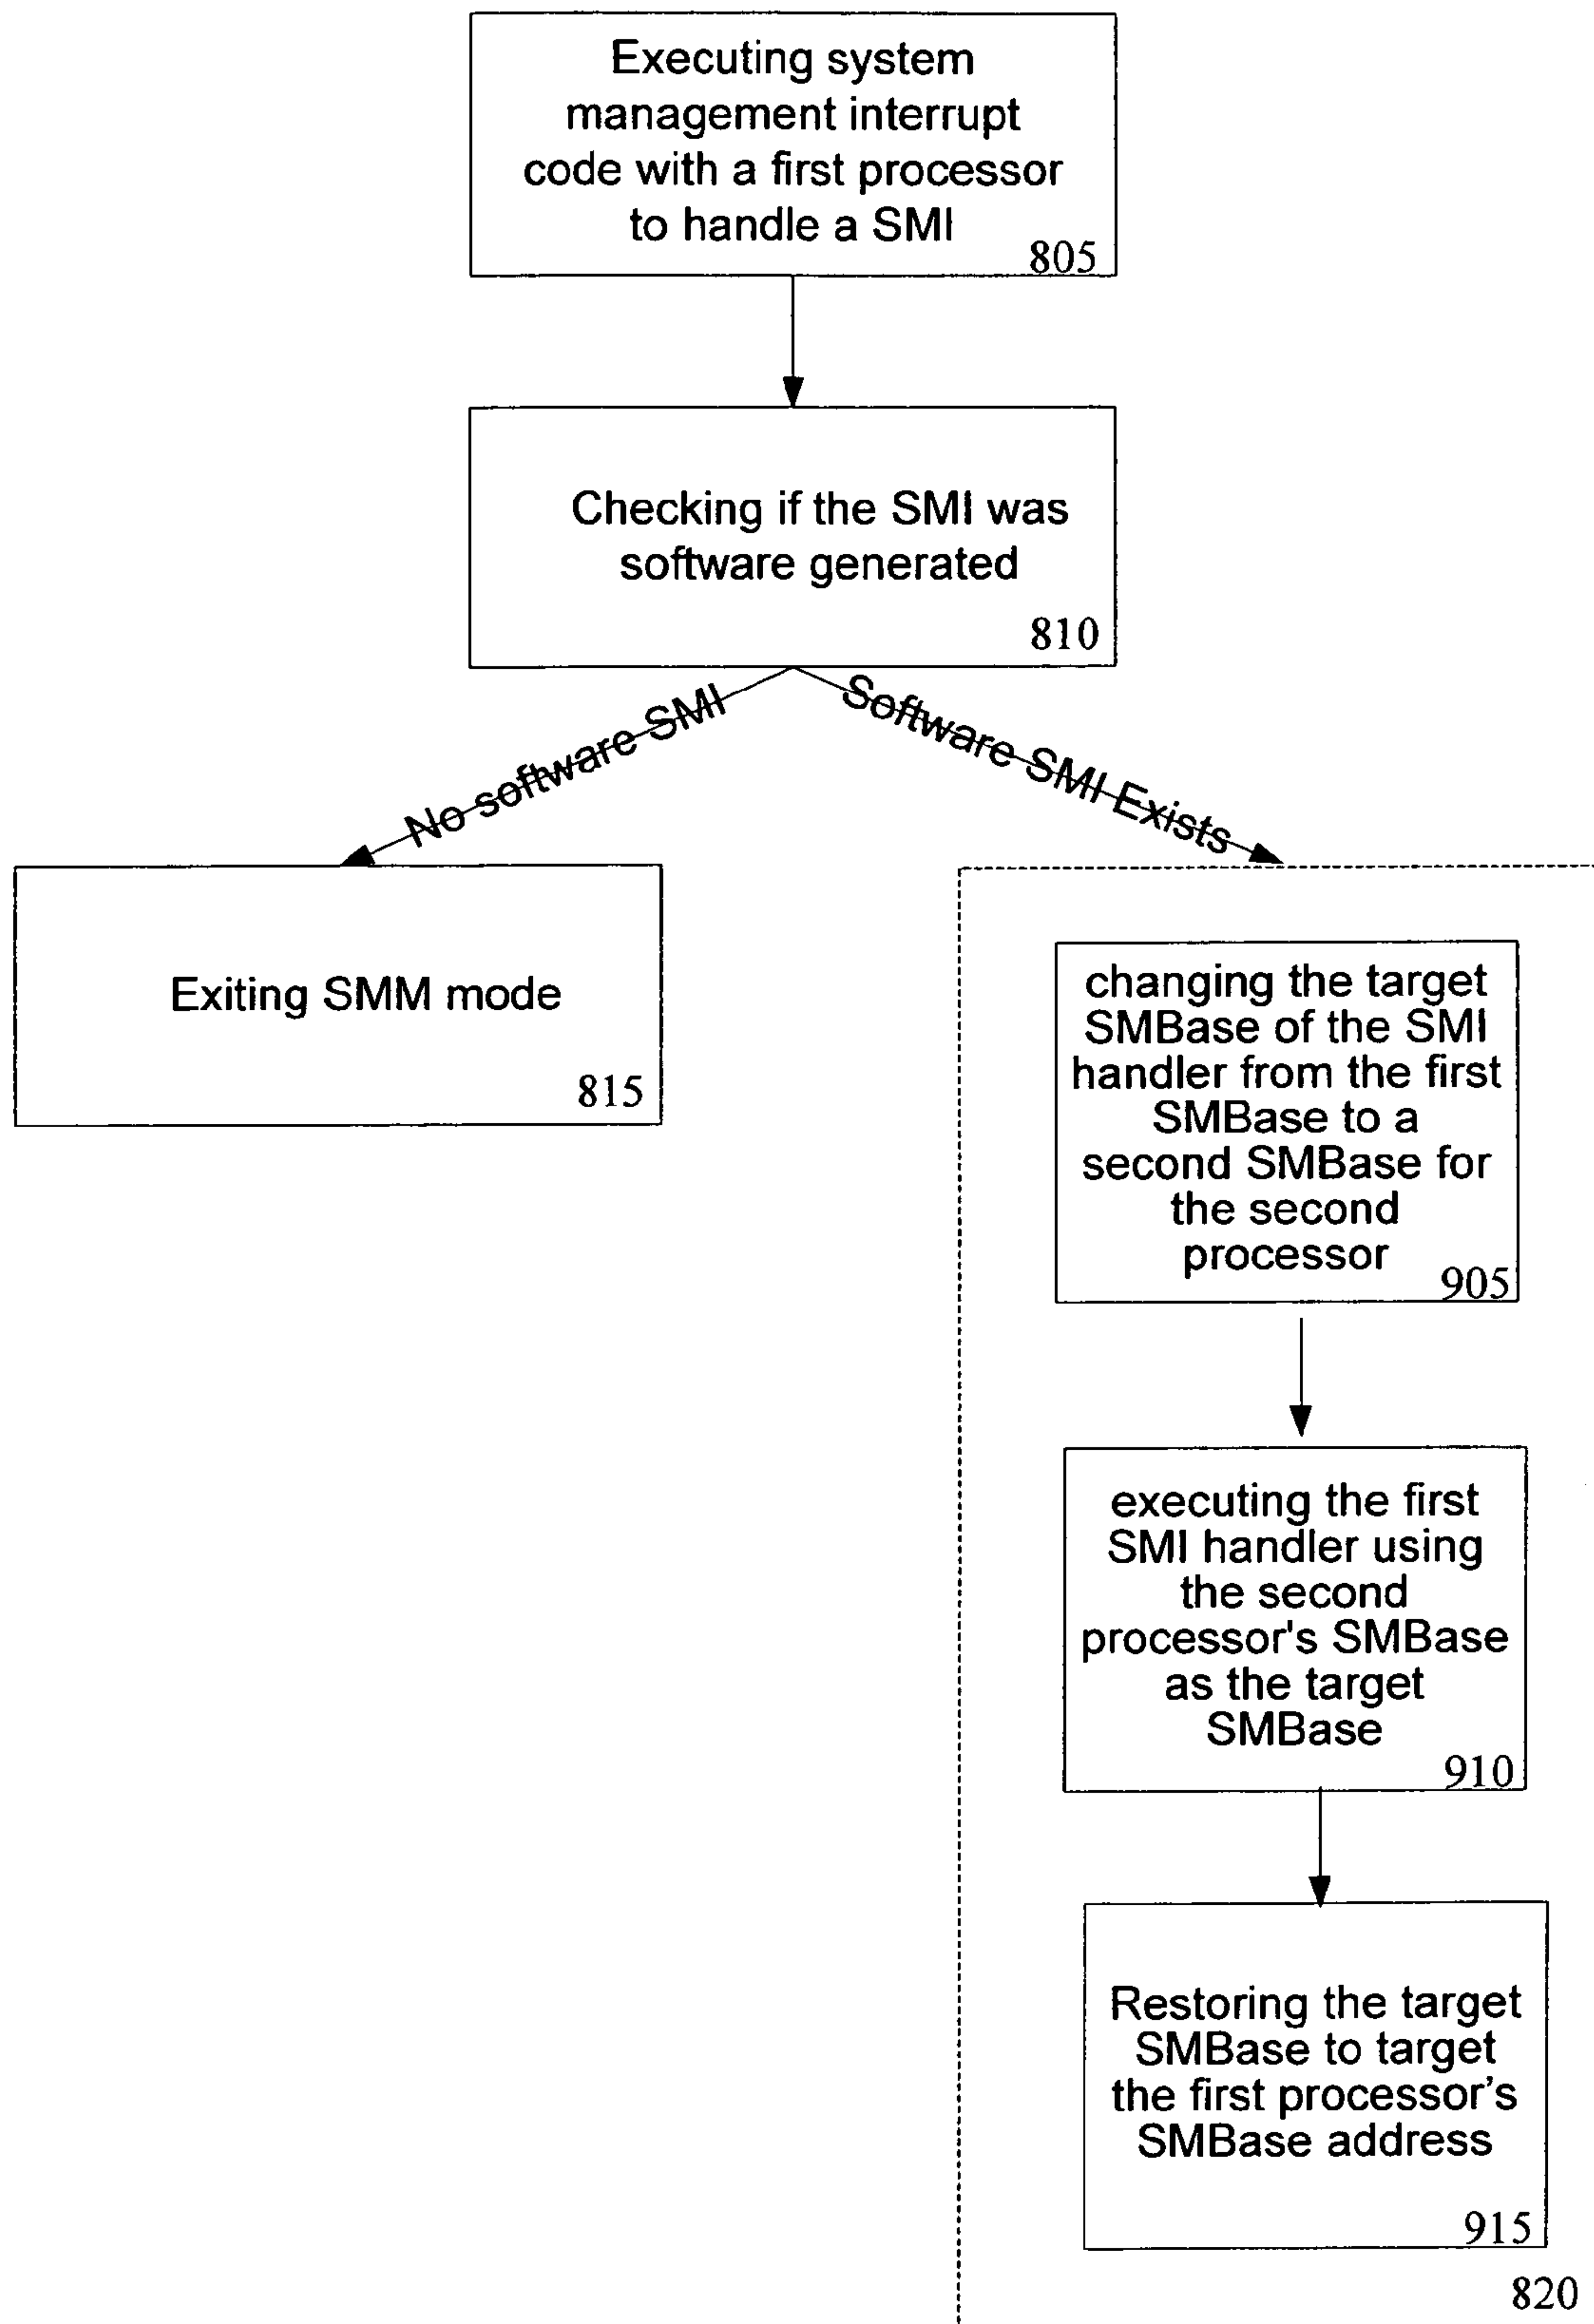 Executing system
management interrupt
code with a first processor
to handle a SMI
805
Checking if the SMI was
software generated
810
No software SMI
Software SMI Exists
Exiting SMM mode
815
changing the target
SMBase of the SMI
handler from the first
SMBase to a
second SMBase for
the second
processor
905
executing the first
SMI handler using
the second
processor's SMBase
as the target
SMBase
910
Restoring the target
SMBase to target
the first processor’s
SMBase address
915
820